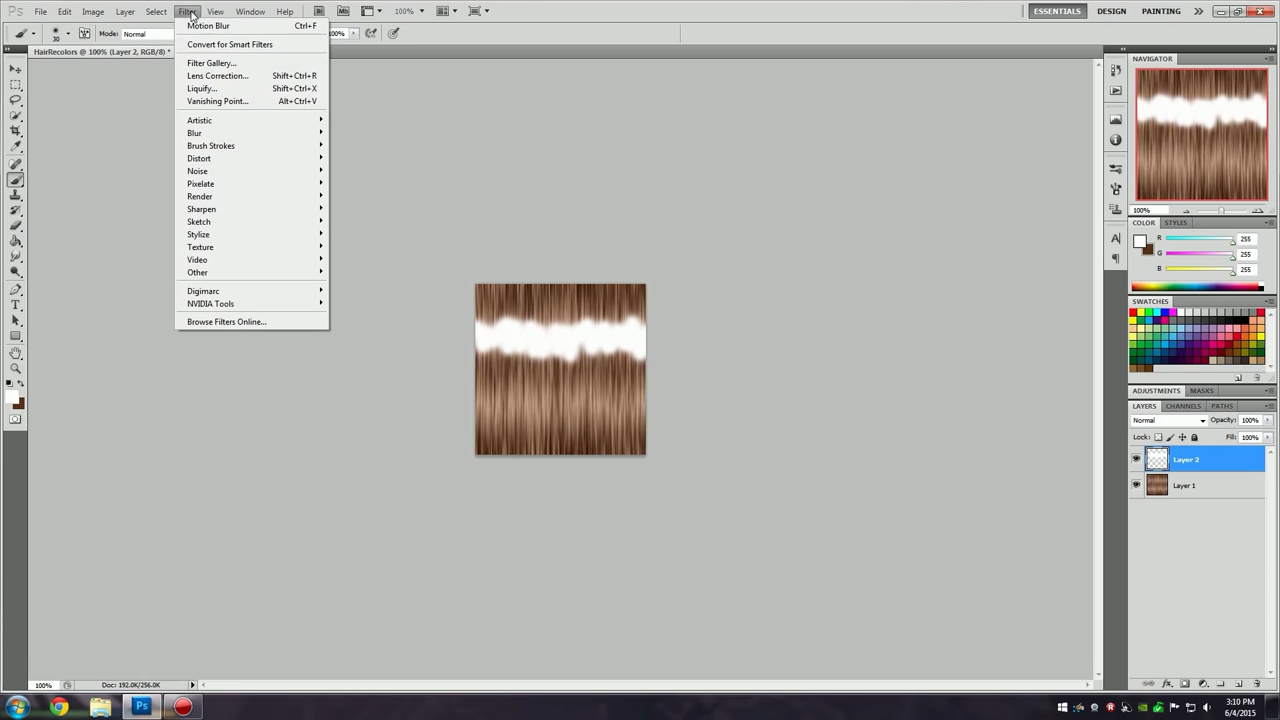 Ps File Edit Image Layer Select Filter View Window Help Br Mb 100% ESSENTIALS DESIGN PAINTING
30 Mode: Normal %
HairRecolors @ 100% (Layer 2, RGB/8) *
Motion Blur Ctrl+F
Convert for Smart Filters
Filter Gallery...
Lens Correction... Shift+Ctrl+R
Liquify... Shift+Ctrl+X
Vanishing Point... Alt+Ctrl+V
Artistic
Blur
Brush Strokes
Distort
Noise
Pixelate
Render
Sharpen
Sketch
Stylize
Texture
Video
Other
Digimarc
NVIDIA Tools
Browse Filters Online...
NAVIGATOR
100%
COLOR STYLES
R 255
G 255
B 255
SWATCHES
ADJUSTMENTS MASKS
LAYERS CHANNELS PATHS
Normal Opacity: 100%
Lock: Fill: 100%
Layer 2
Layer 1
100% Doc: 192.0K/256.0K
3:10 PM
6/4/2015